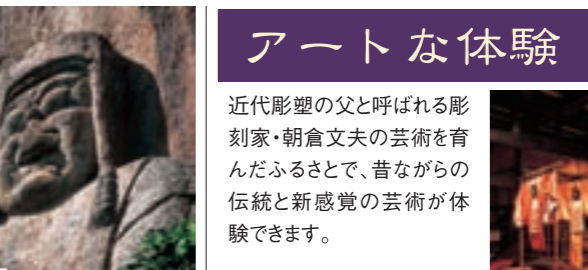 アートな体験
近代彫塑の父と呼ばれる彫
刻家・朝倉文夫の芸術を育
んだふるさとで、昔ながらの
伝統と新感覚の芸術が体
験できます。